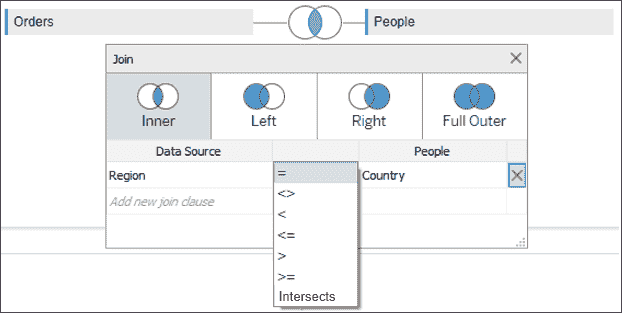 Orders People
Join ×
Inner Left Right Full Outer
Data Source People
Region = Country ×
Add new join clause <>
<
<=
>
>=
Intersects